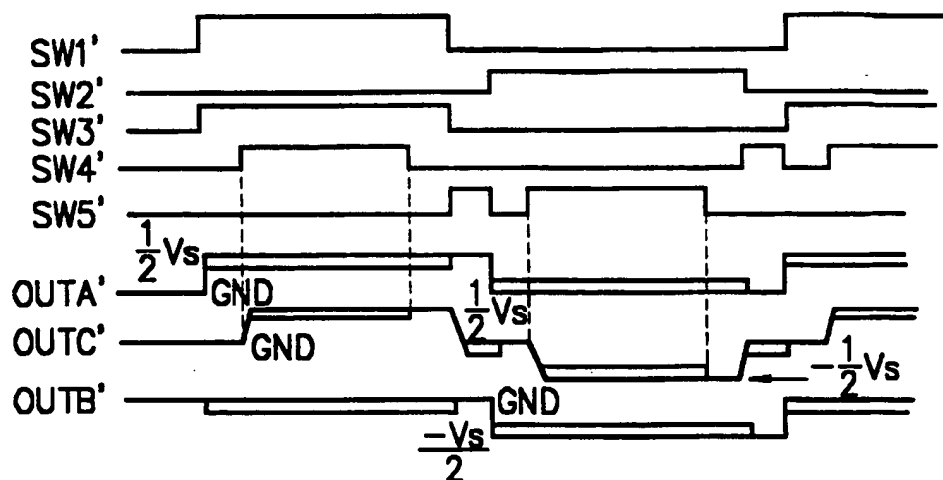 SW1'
SW2'
SW3'
SW4'
SW5'
1/2 Vs
OUTA'
GND
1/2 Vs
OUTC'
GND
-1/2 Vs
OUTB'
GND
-Vs/2